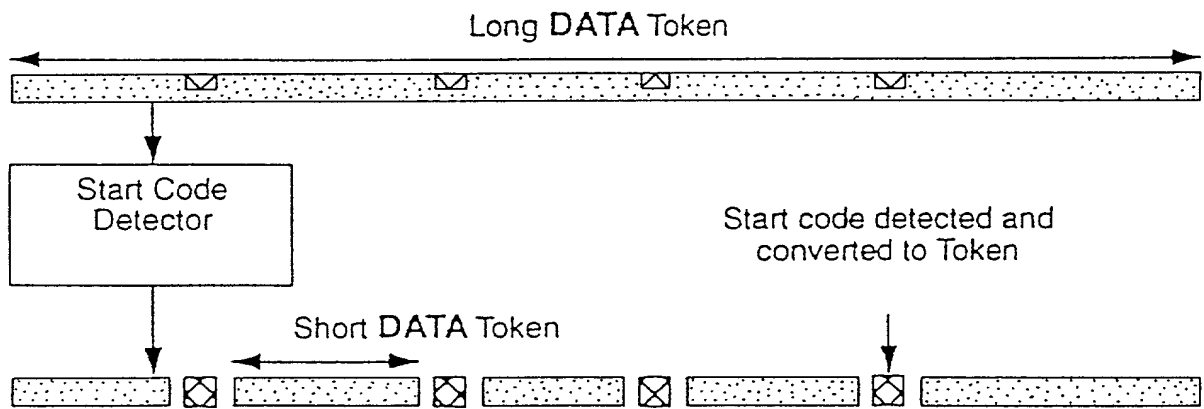 Long DATA Token
Start Code
Detector
Start code detected and
converted to Token
Short DATA Token